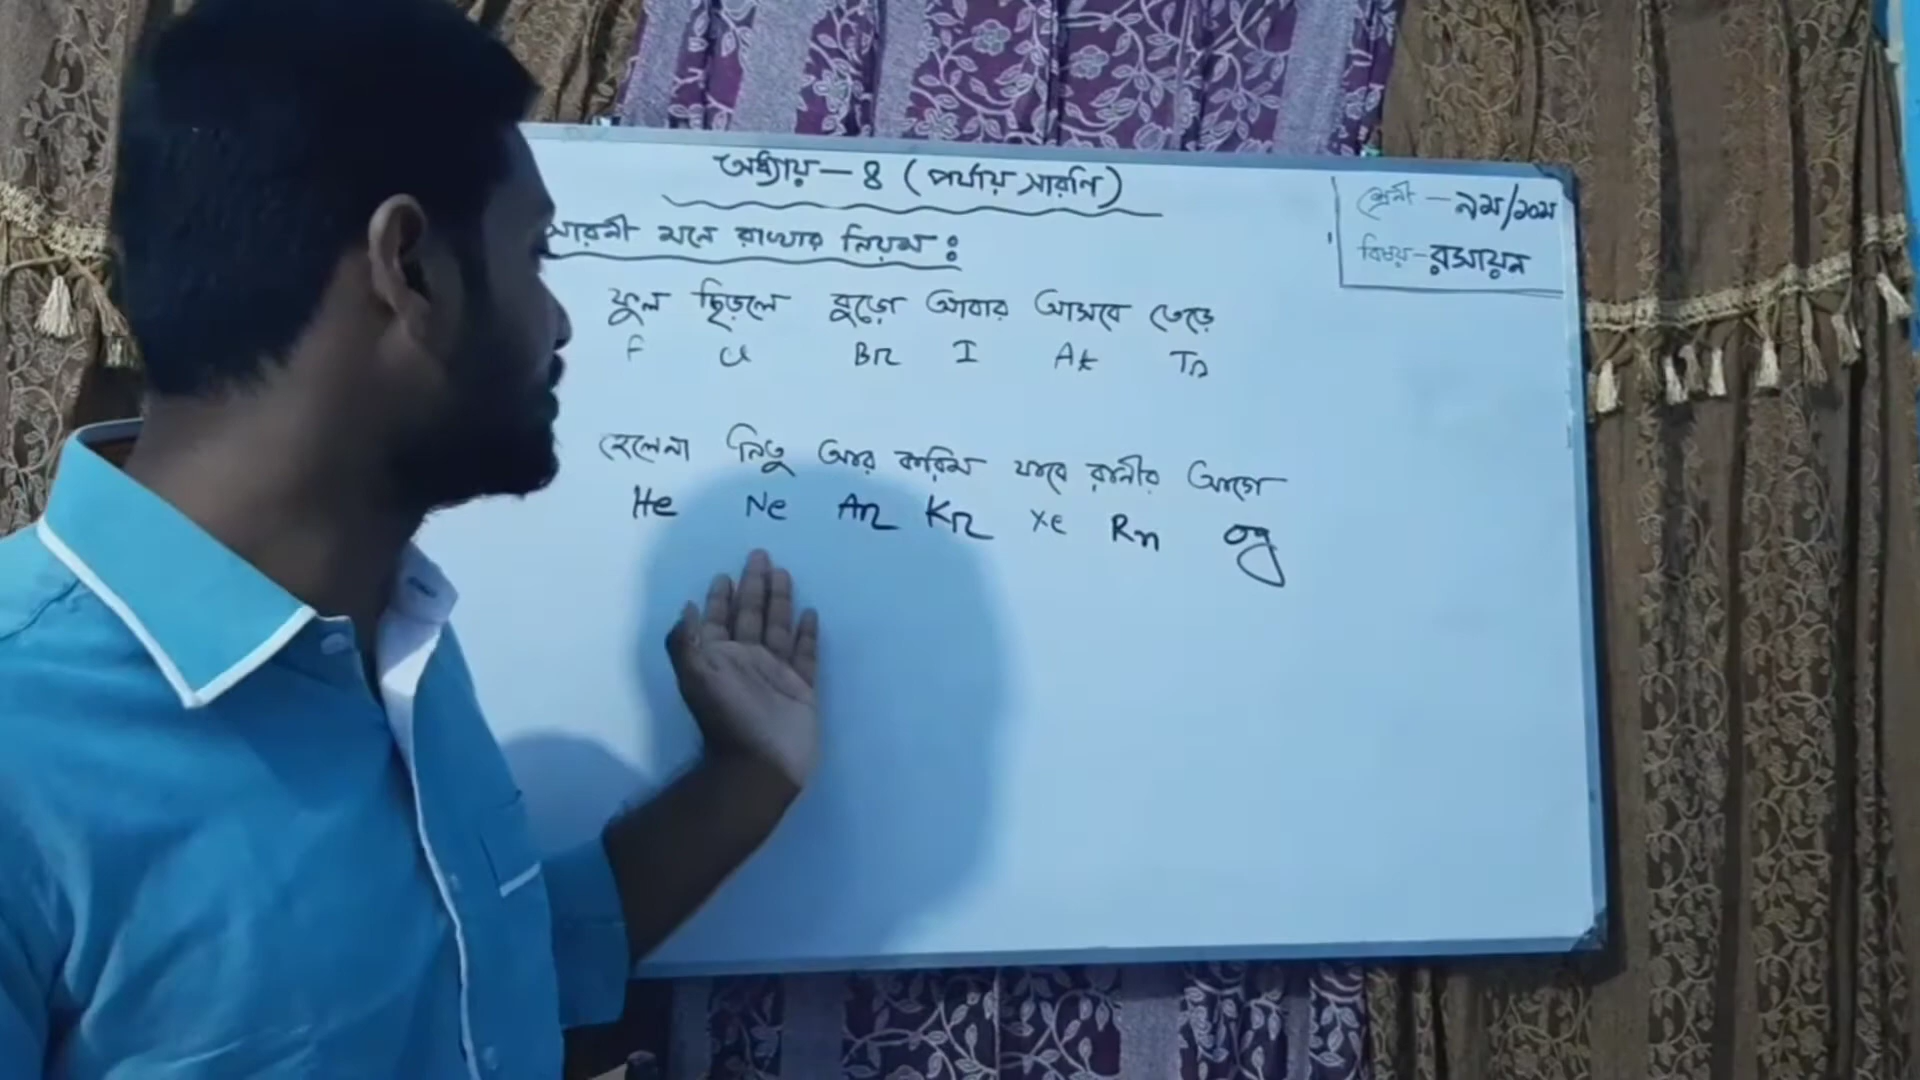 অধ্যায় - ৪ (পর্যায় সারণি)
শ্রেনী - ৯ম/১০ম
বিষয় - রসায়ন
সারনী মনে রাখার নিয়ম :
ফুল ছিড়লে বুড়ো আবার আসবে তেড়ে
F Cl Br I At Ts
হেলেনা নিতু আর করিম যাবে রানীর আগে
He Ne Ar Kr Xe Rn Og